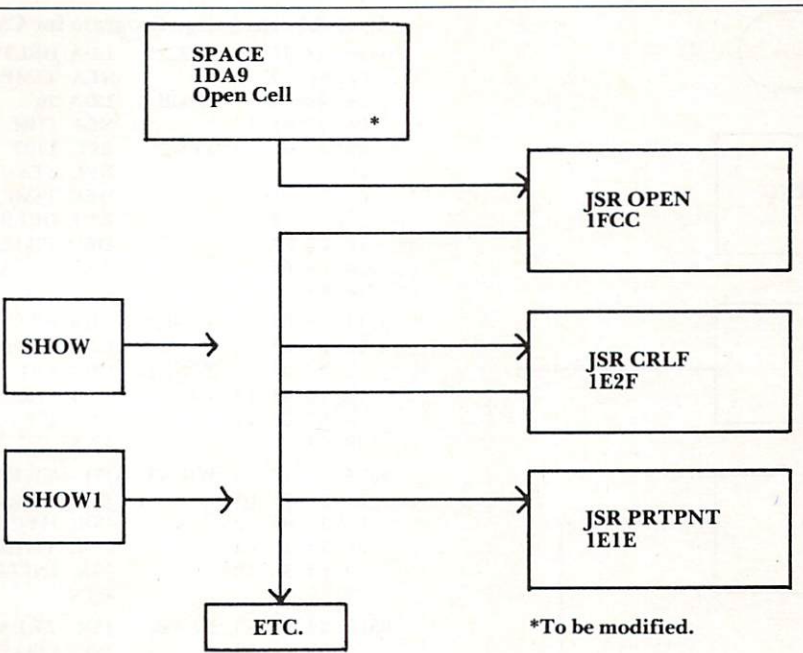 SPACE
1DA9
Open Cell
*
JSR OPEN
1FCC
SHOW
JSR CRLF
1E2F
SHOW1
JSR PRTPNT
1E1E
ETC.
*To be modified.